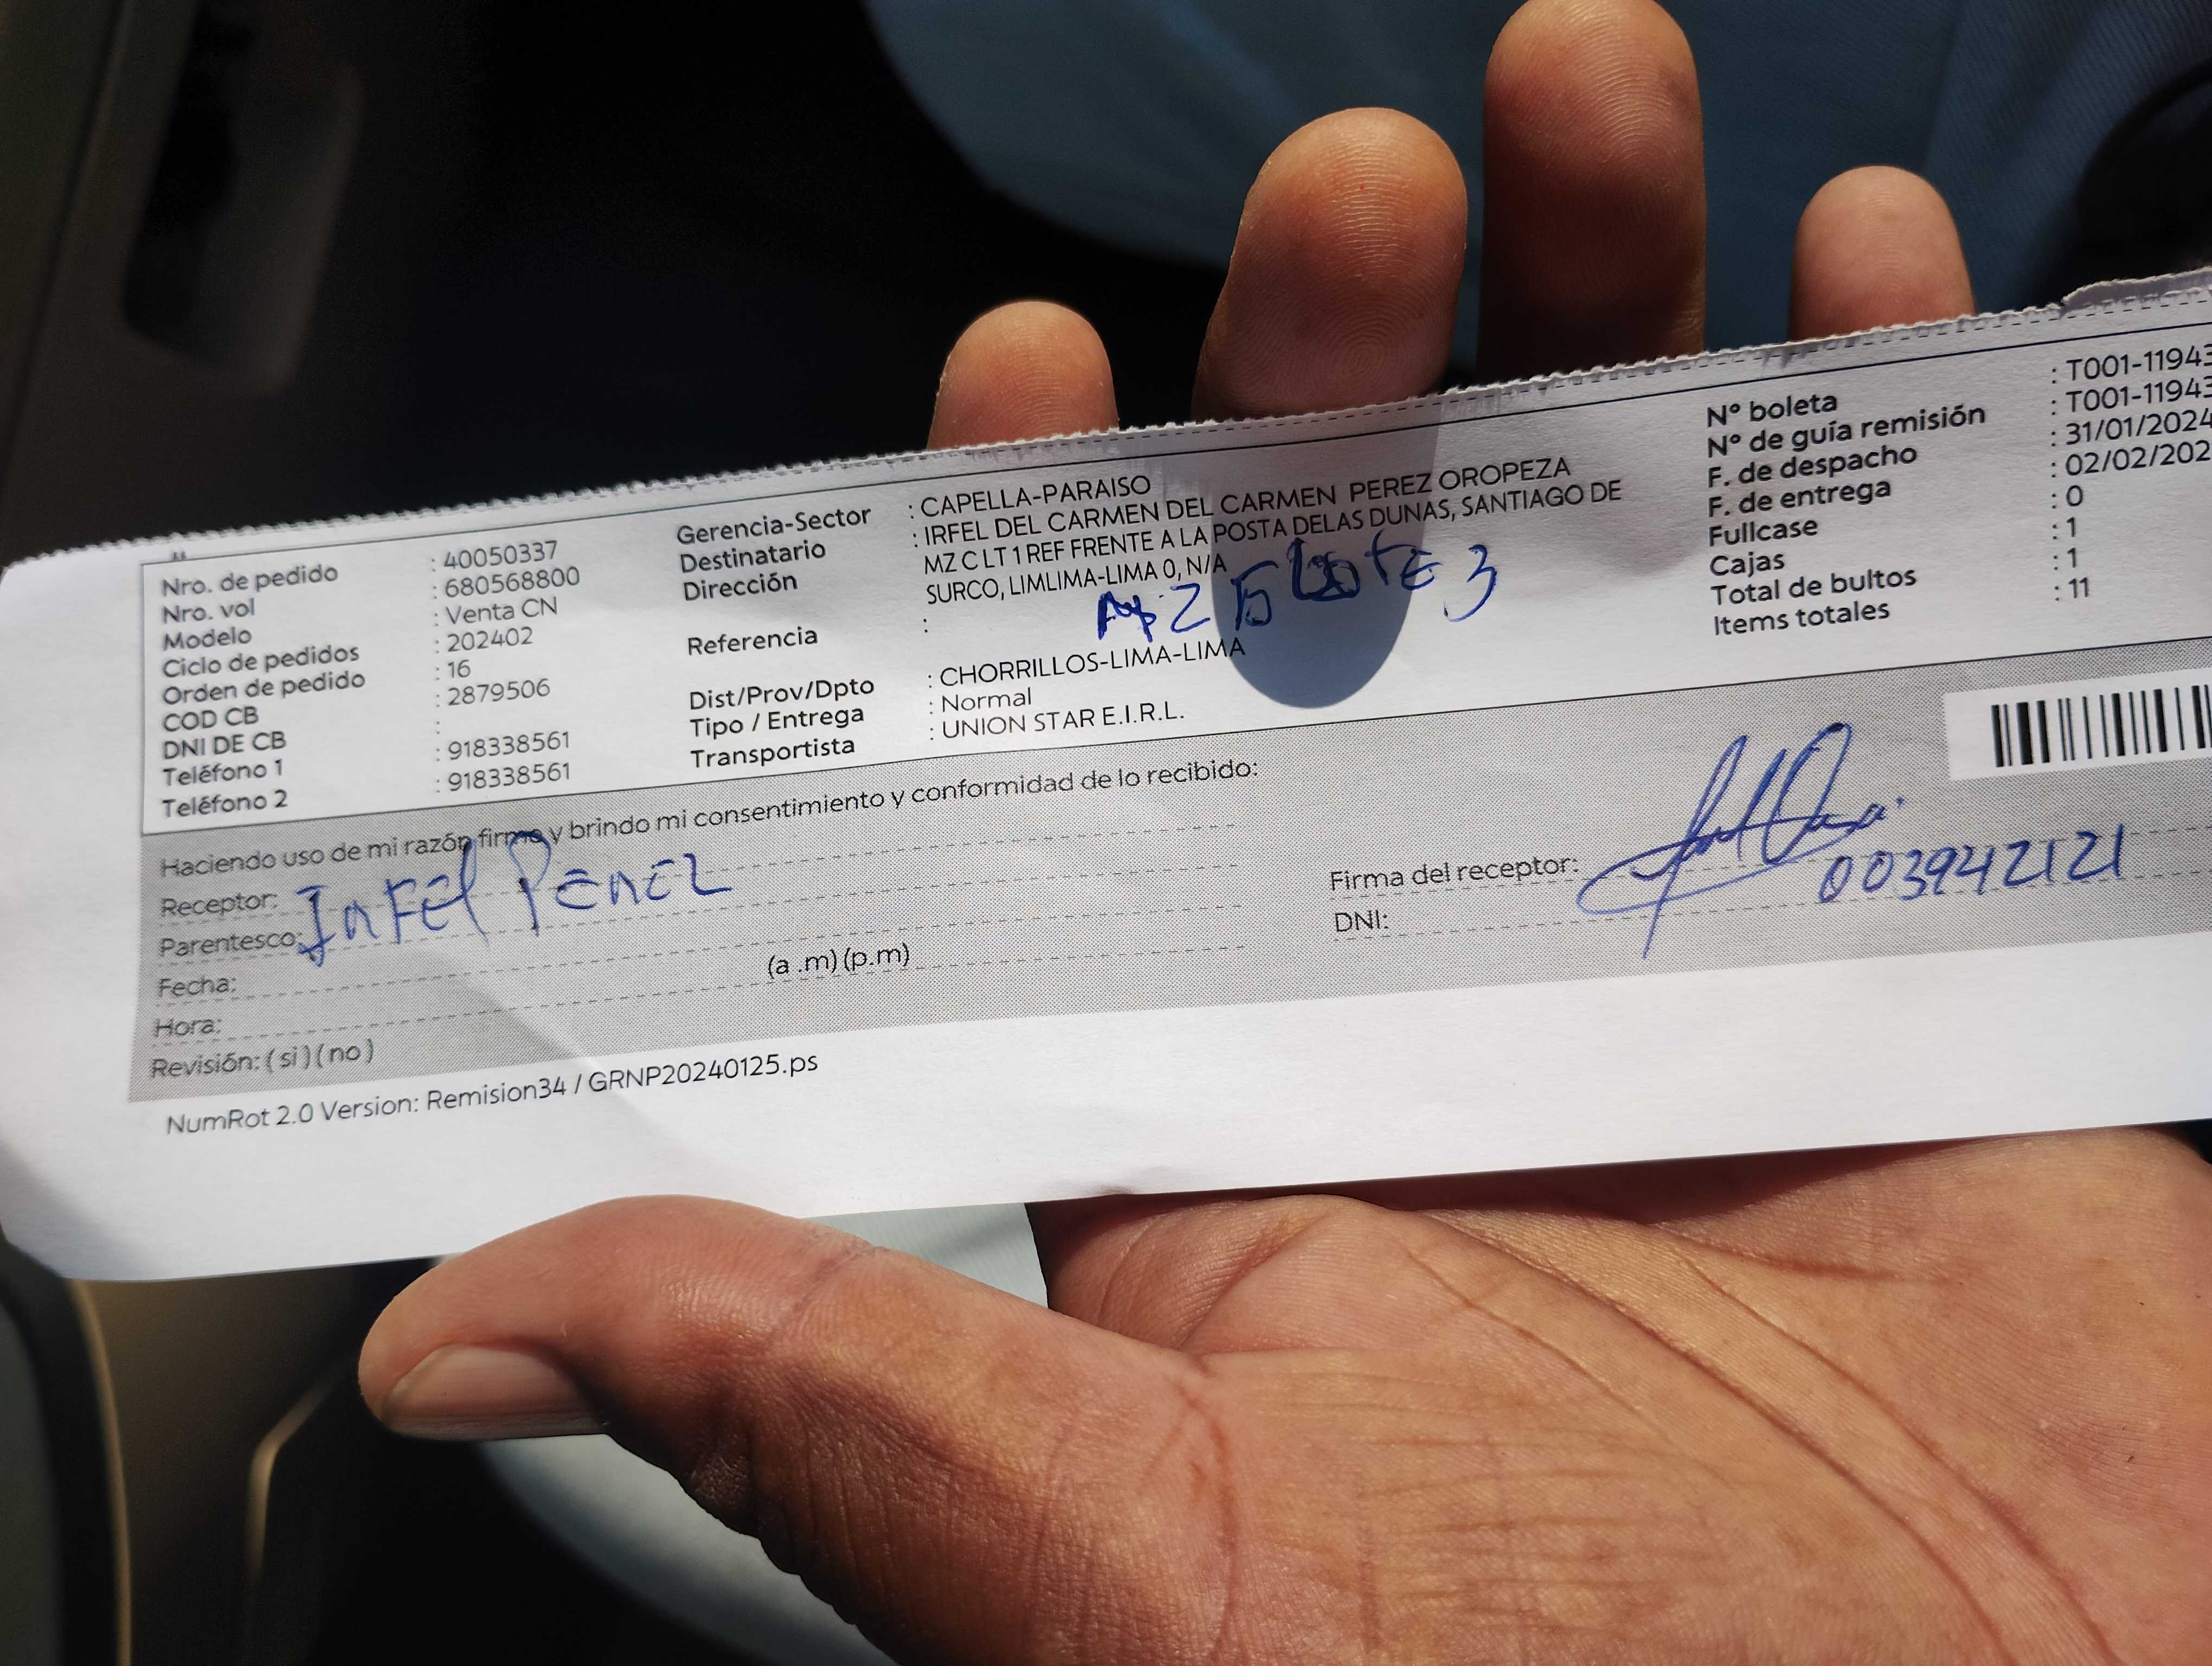 Nro. de pedido : 40050337
Nro. vol : 680568800
Modelo : Venta CN
Ciclo de pedidos : 202402
Orden de pedido : 16
COD CB : 2879506
DNI DE CB :
Teléfono 1 : 918338561
Teléfono 2 : 918338561
Gerencia-Sector : CAPELLA-PARAISO
Destinatario : IRFEL DEL CARMEN DEL CARMEN PEREZ OROPEZA
Dirección : MZ C LT 1 REF FRENTE A LA POSTA DELAS DUNAS, SANTIAGO DE
SURCO, LIMLIMA-LIMA 0, N/A
LOTE 3
Referencia :
Dist/Prov/Dpto : CHORRILLOS-LIMA-LIMA
Tipo / Entrega : Normal
Transportista : UNION STAR E.I.R.L.
Nº boleta : T001-11943
Nº de guía remisión : T001-11943
F. de despacho : 31/01/2024
F. de entrega : 02/02/202
Fullcase : 0
Cajas : 1
Total de bultos : 1
Items totales : 11
Haciendo uso de mi razón firmo y brindo mi consentimiento y conformidad de lo recibido:
Receptor: Irfel Perez
Parentesco:
Fecha:
Hora: (a .m) (p.m)
Revisión: ( si ) ( no )
Firma del receptor:
DNI: 003942121
NumRot 2.0 Version: Remision34 / GRNP20240125.ps